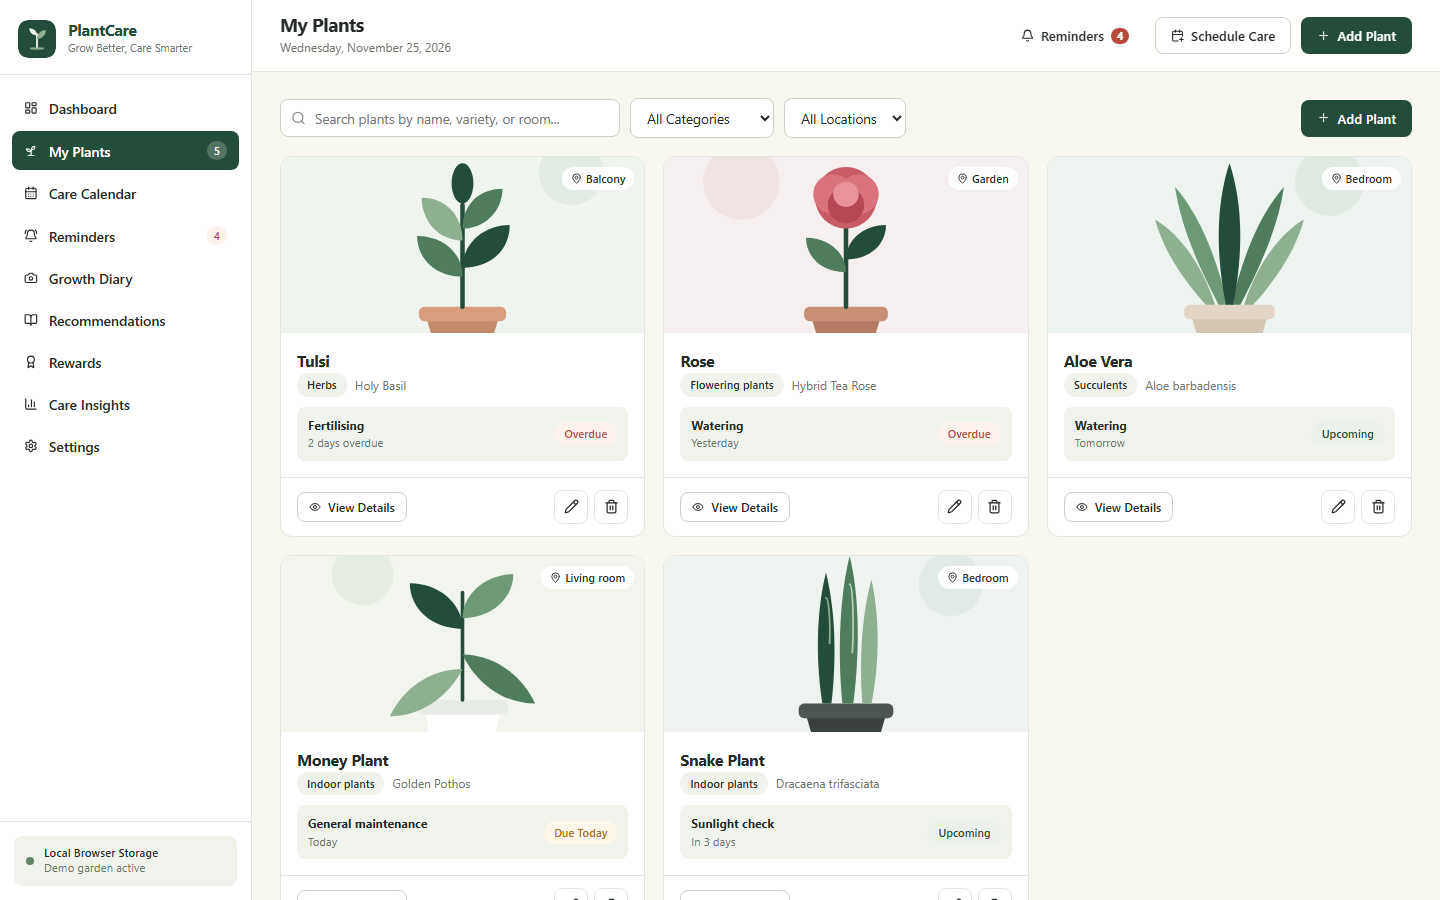 PlantCare
Grow Better, Care Smarter
Dashboard
My Plants 5
Care Calendar
Reminders 4
Growth Diary
Recommendations
Rewards
Care Insights
Settings
Local Browser Storage
Demo garden active
My Plants
Wednesday, November 25, 2026
Reminders 4
Schedule Care
Add Plant
Search plants by name, variety, or room...
All Categories
All Locations
Add Plant
Balcony
Tulsi
Herbs Holy Basil
Fertilising
2 days overdue
Overdue
View Details
Garden
Rose
Flowering plants Hybrid Tea Rose
Watering
Yesterday
Overdue
View Details
Bedroom
Aloe Vera
Succulents Aloe barbadensis
Watering
Tomorrow
Upcoming
View Details
Living room
Money Plant
Indoor plants Golden Pothos
General maintenance
Today
Due Today
Bedroom
Snake Plant
Indoor plants Dracaena trifasciata
Sunlight check
In 3 days
Upcoming